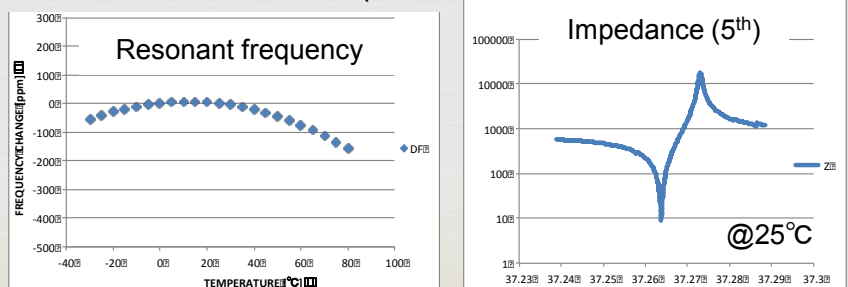 Resonant frequency
300⍰
200⍰
100⍰
0⍰
-100⍰
-200⍰
-300⍰
-400⍰
-500⍰
FREQUENCY⍰CHANGE⍰[ppm]⍰
-40⍰ -20⍰ 0⍰ 20⍰ 40⍰ 60⍰ 80⍰ 100⍰
TEMPERATURE⍰[℃]⍰
DF⍰
Impedance (5th)
100000⍰
10000⍰
1000⍰
100⍰
10⍰
1⍰
Z⍰
@25℃
37.23⍰ 37.24⍰ 37.25⍰ 37.26⍰ 37.27⍰ 37.28⍰ 37.29⍰ 37.3⍰